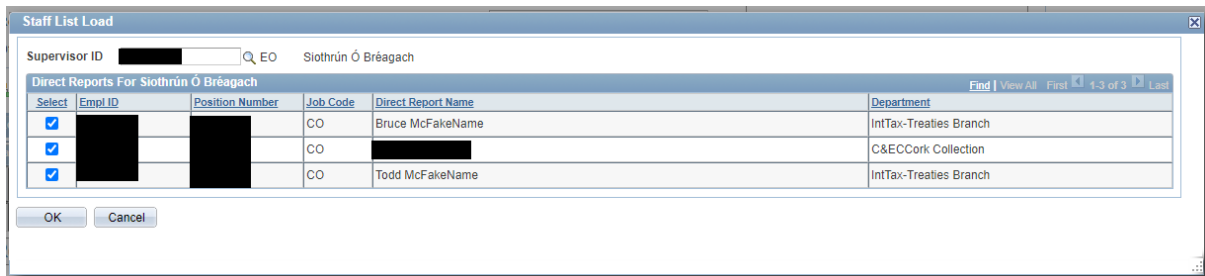 Staff List Load
Supervisor ID EO Siothrún Ó Bréagach
Direct Reports For Siothrún Ó Bréagach Find | View All First 1-3 of 3 Last
Select Empl ID Position Number Job Code Direct Report Name Department
CO Bruce McFakeName IntTax-Treaties Branch
CO C&ECCork Collection
CO Todd McFakeName IntTax-Treaties Branch
OK Cancel